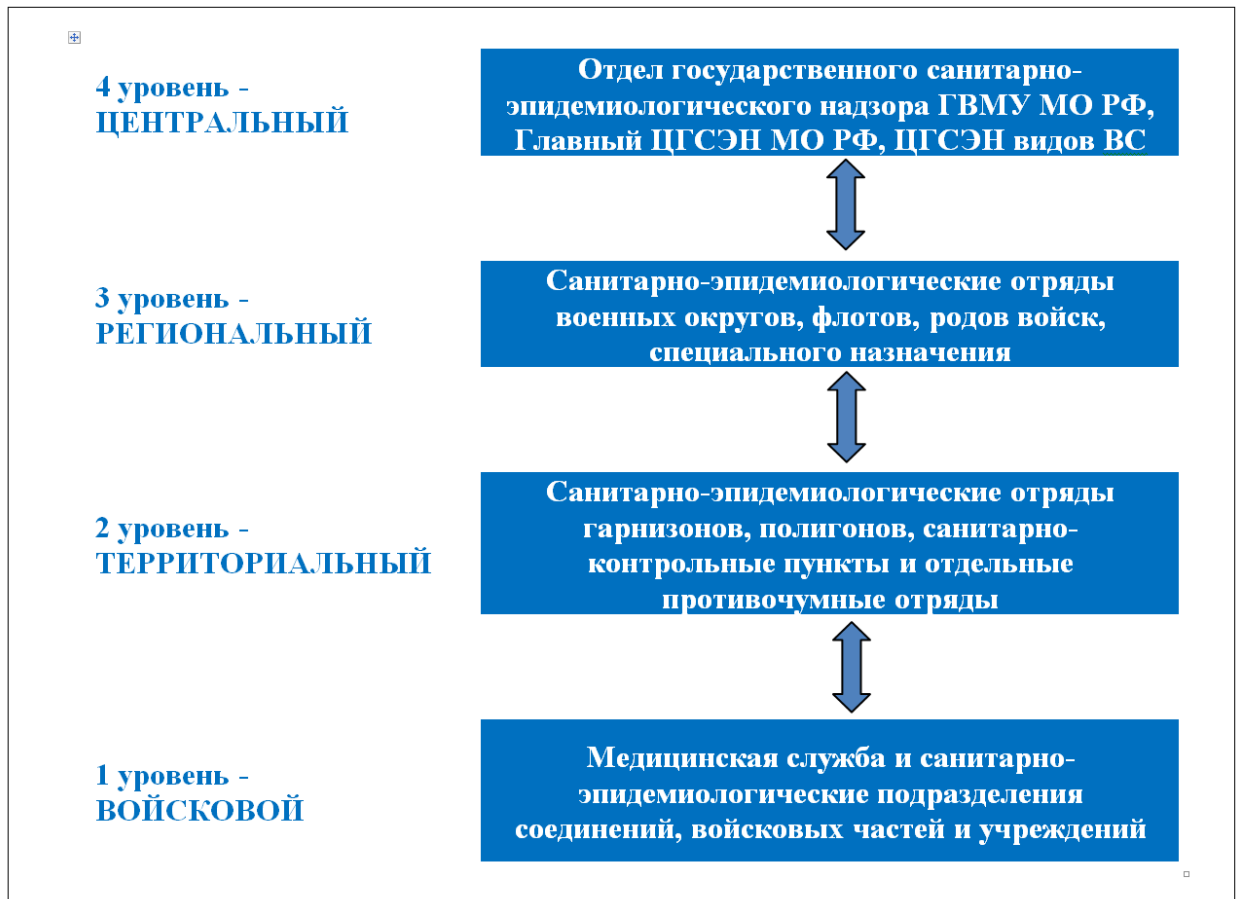 4 уровень -
ЦЕНТРАЛЬНЫЙ
Отдел государственного санитарно-
эпидемиологического надзора ГВМУ МО РФ,
Главный ЦГСЭН МО РФ, ЦГСЭН видов ВС
3 уровень -
РЕГИОНАЛЬНЫЙ
Санитарно-эпидемиологические отряды
военных округов, флотов, родов войск,
специального назначения
2 уровень -
ТЕРРИТОРИАЛЬНЫЙ
Санитарно-эпидемиологические отряды
гарнизонов, полигонов, санитарно-
контрольные пункты и отдельные
противочумные отряды
1 уровень -
ВОЙСКОВОЙ
Медицинская служба и санитарно-
эпидемиологические подразделения
соединений, войсковых частей и учреждений